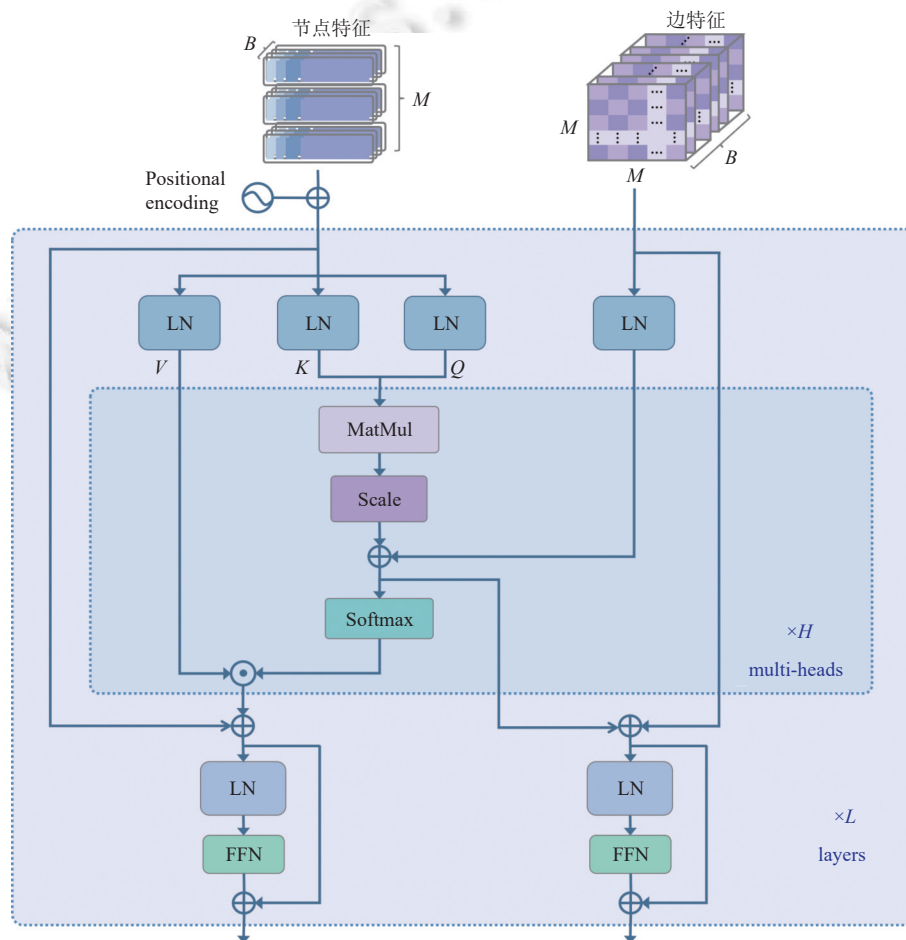 节点特征
边特征
B
M
M
B
M
Positional
encoding
LN
LN
LN
LN
V
K
Q
MatMul
Scale
Softmax
×H
multi-heads
LN
LN
×L
FFN
FFN
layers